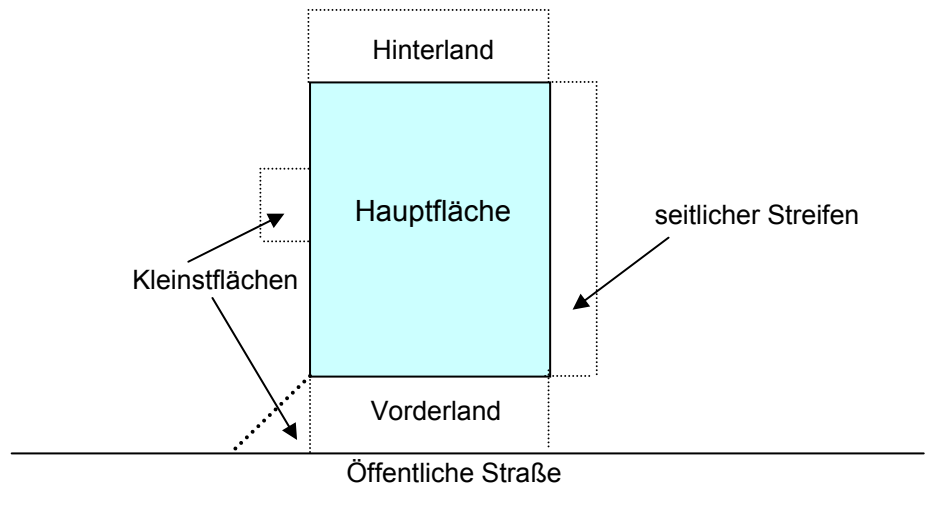 Hinterland
Hauptfläche
seitlicher Streifen
Kleinstflächen
Vorderland
Öffentliche Straße